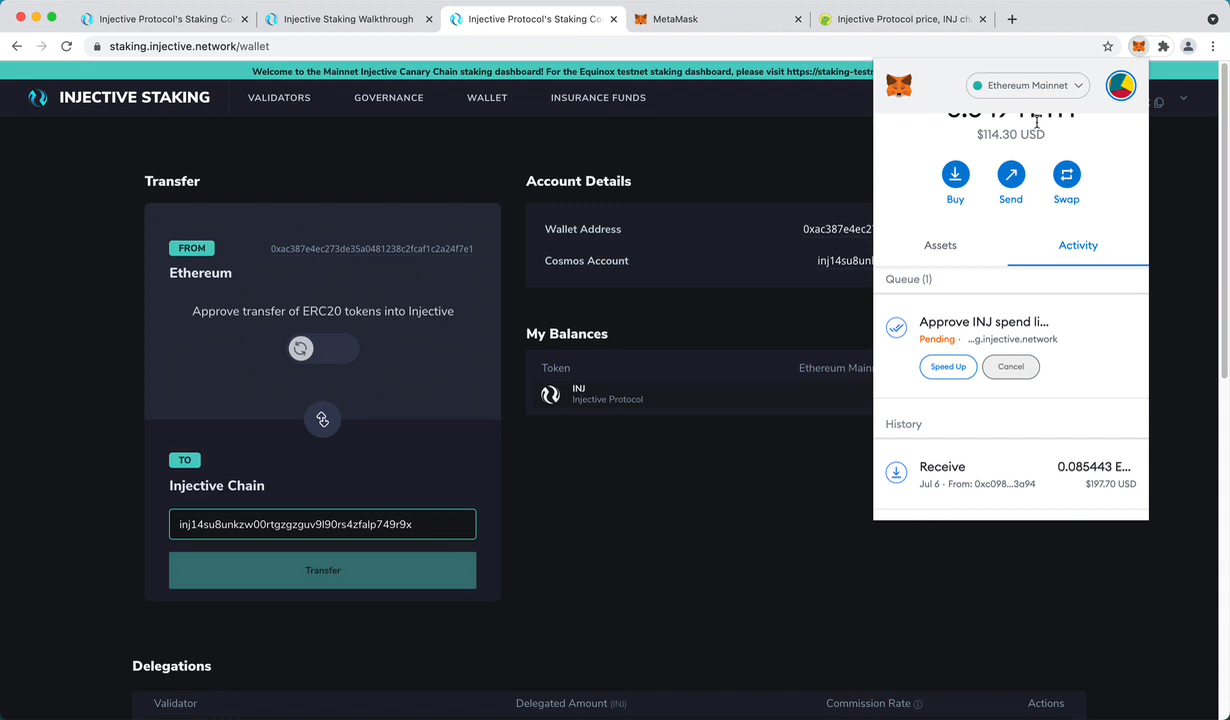 Injective Protocol's Staking Co
Injective Staking Walkthrough
Injective Protocol's Staking Co
MetaMask
Injective Protocol price, INJ ch
staking.injective.network/wallet
Welcome to the Mainnet Injective Canary Chain staking dashboard! For the Equinox testnet staking dashboard, please visit https://staking-testn
INJECTIVE STAKING
VALIDATORS
GOVERNANCE
WALLET
INSURANCE FUNDS
Transfer
FROM
0xac387e4ec273de35a0481238c2fcaf1c2a24f7e1
Ethereum
Approve transfer of ERC20 tokens into Injective
TO
Injective Chain
inj14su8unkzw00rtgzgzguv9l90rs4zfalp749r9x
Transfer
Account Details
Wallet Address
0xac387e4ec27
Cosmos Account
inj14su8unk
My Balances
Token
Ethereum Main
INJ
Injective Protocol
Delegations
Validator
Delegated Amount (INJ)
Commission Rate
Actions
Ethereum Mainnet
$114.30 USD
Buy
Send
Swap
Assets
Activity
Queue (1)
Approve INJ spend li...
Pending · ...g.injective.network
Speed Up
Cancel
History
Receive
0.085443 E...
Jul 6 · From: 0xc098...3a94
$197.70 USD